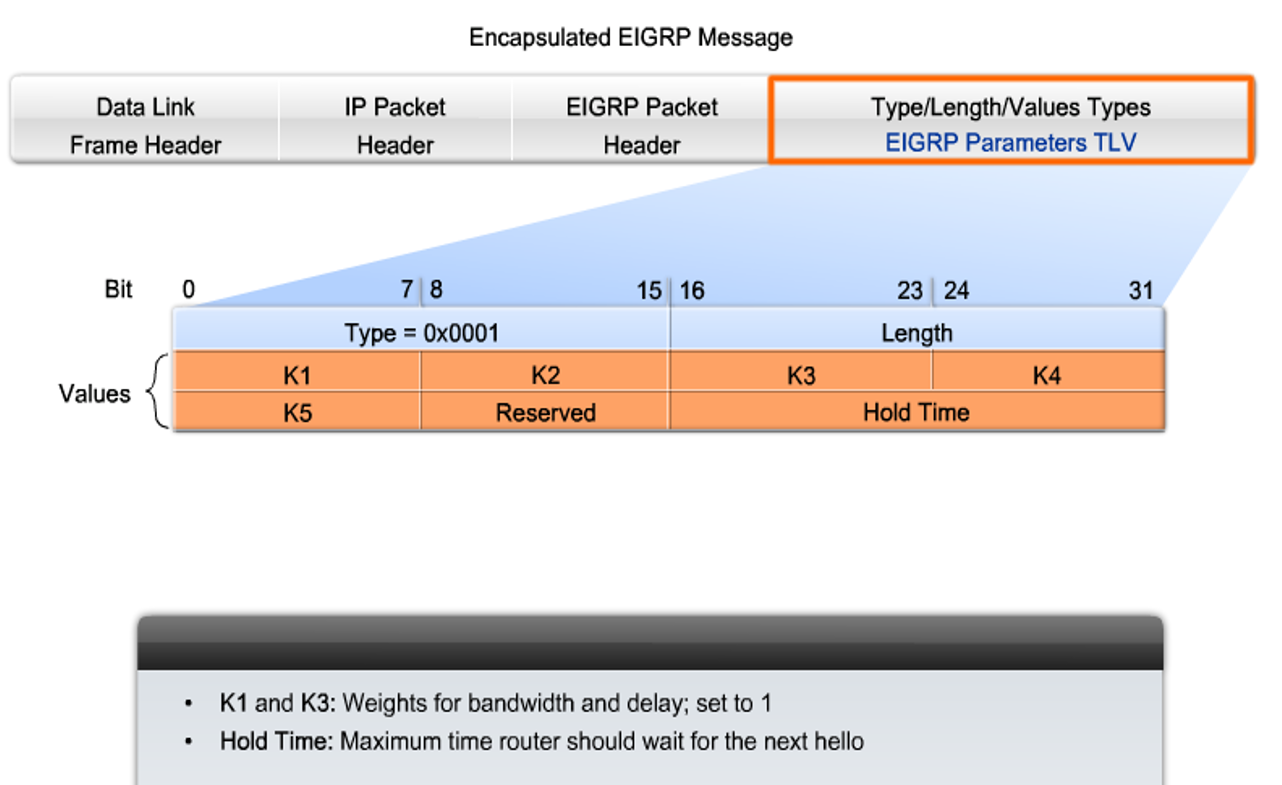 Encapsulated EIGRP Message
Data Link
Frame Header
IP Packet
Header
EIGRP Packet
Header
Type/Length/Values Types
EIGRP Parameters TLV
Bit 0 7 8 15 16 23 24 31
Type = 0x0001 Length
Values
K1 K2 K3 K4
K5 Reserved Hold Time
• K1 and K3: Weights for bandwidth and delay; set to 1
• Hold Time: Maximum time router should wait for the next hello